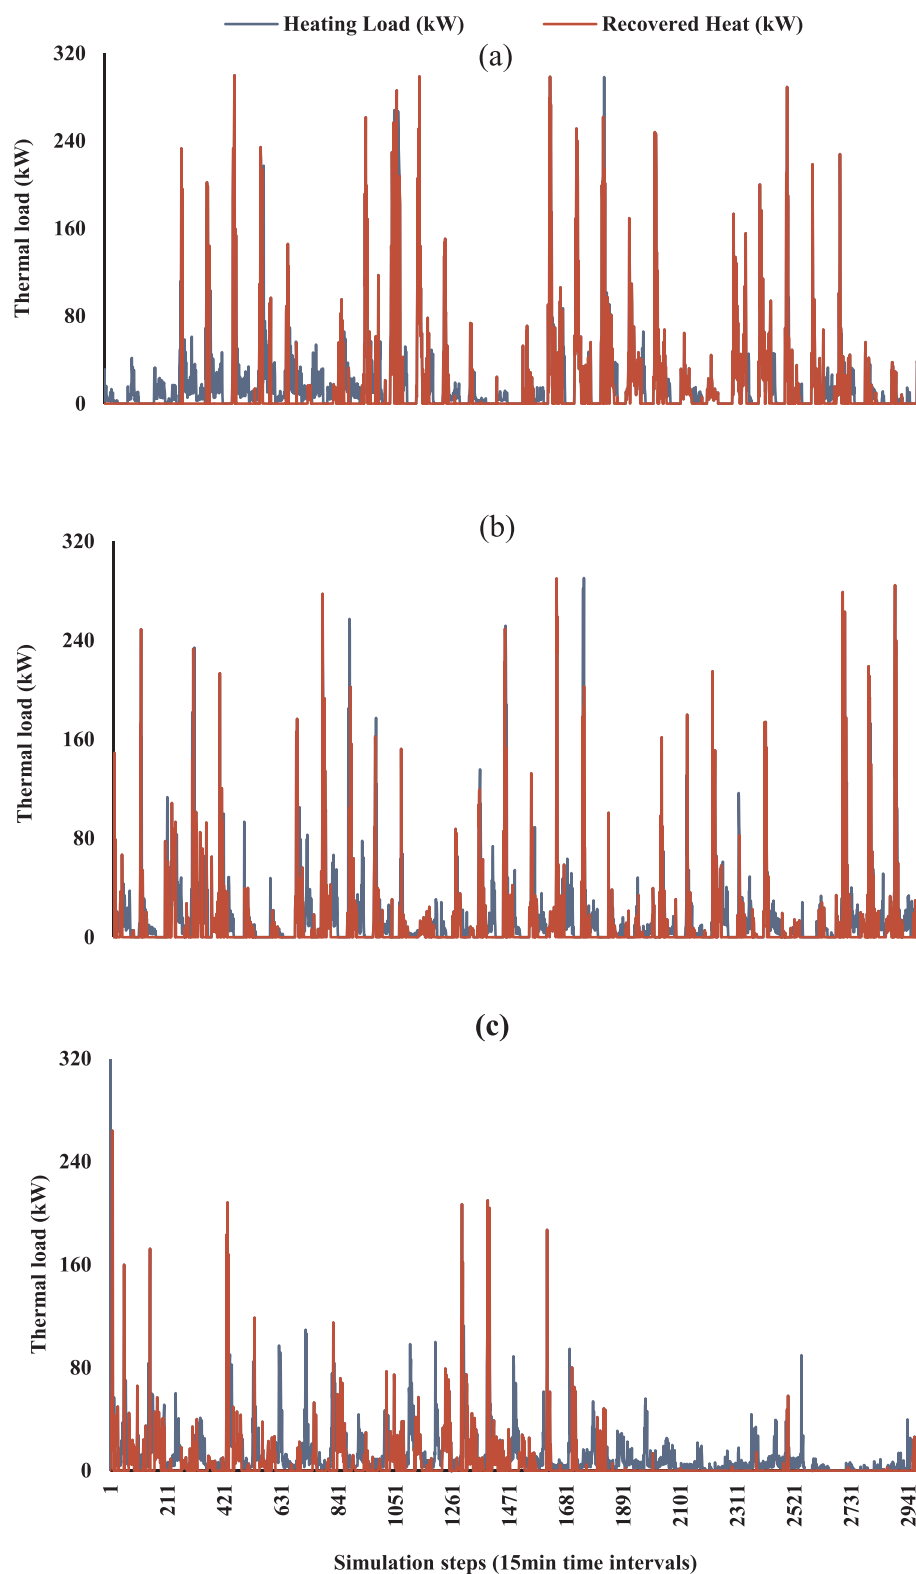 Heating Load (kW) Recovered Heat (kW)
(a)
320
240
160
80
0
Thermal load (kW)
(b)
320
240
160
80
0
Thermal load (kW)
(c)
320
240
160
80
0
Thermal load (kW)
1 211 421 631 841 1051 1261 1471 1681 1891 2101 2311 2521 2731 2941
Simulation steps (15min time intervals)